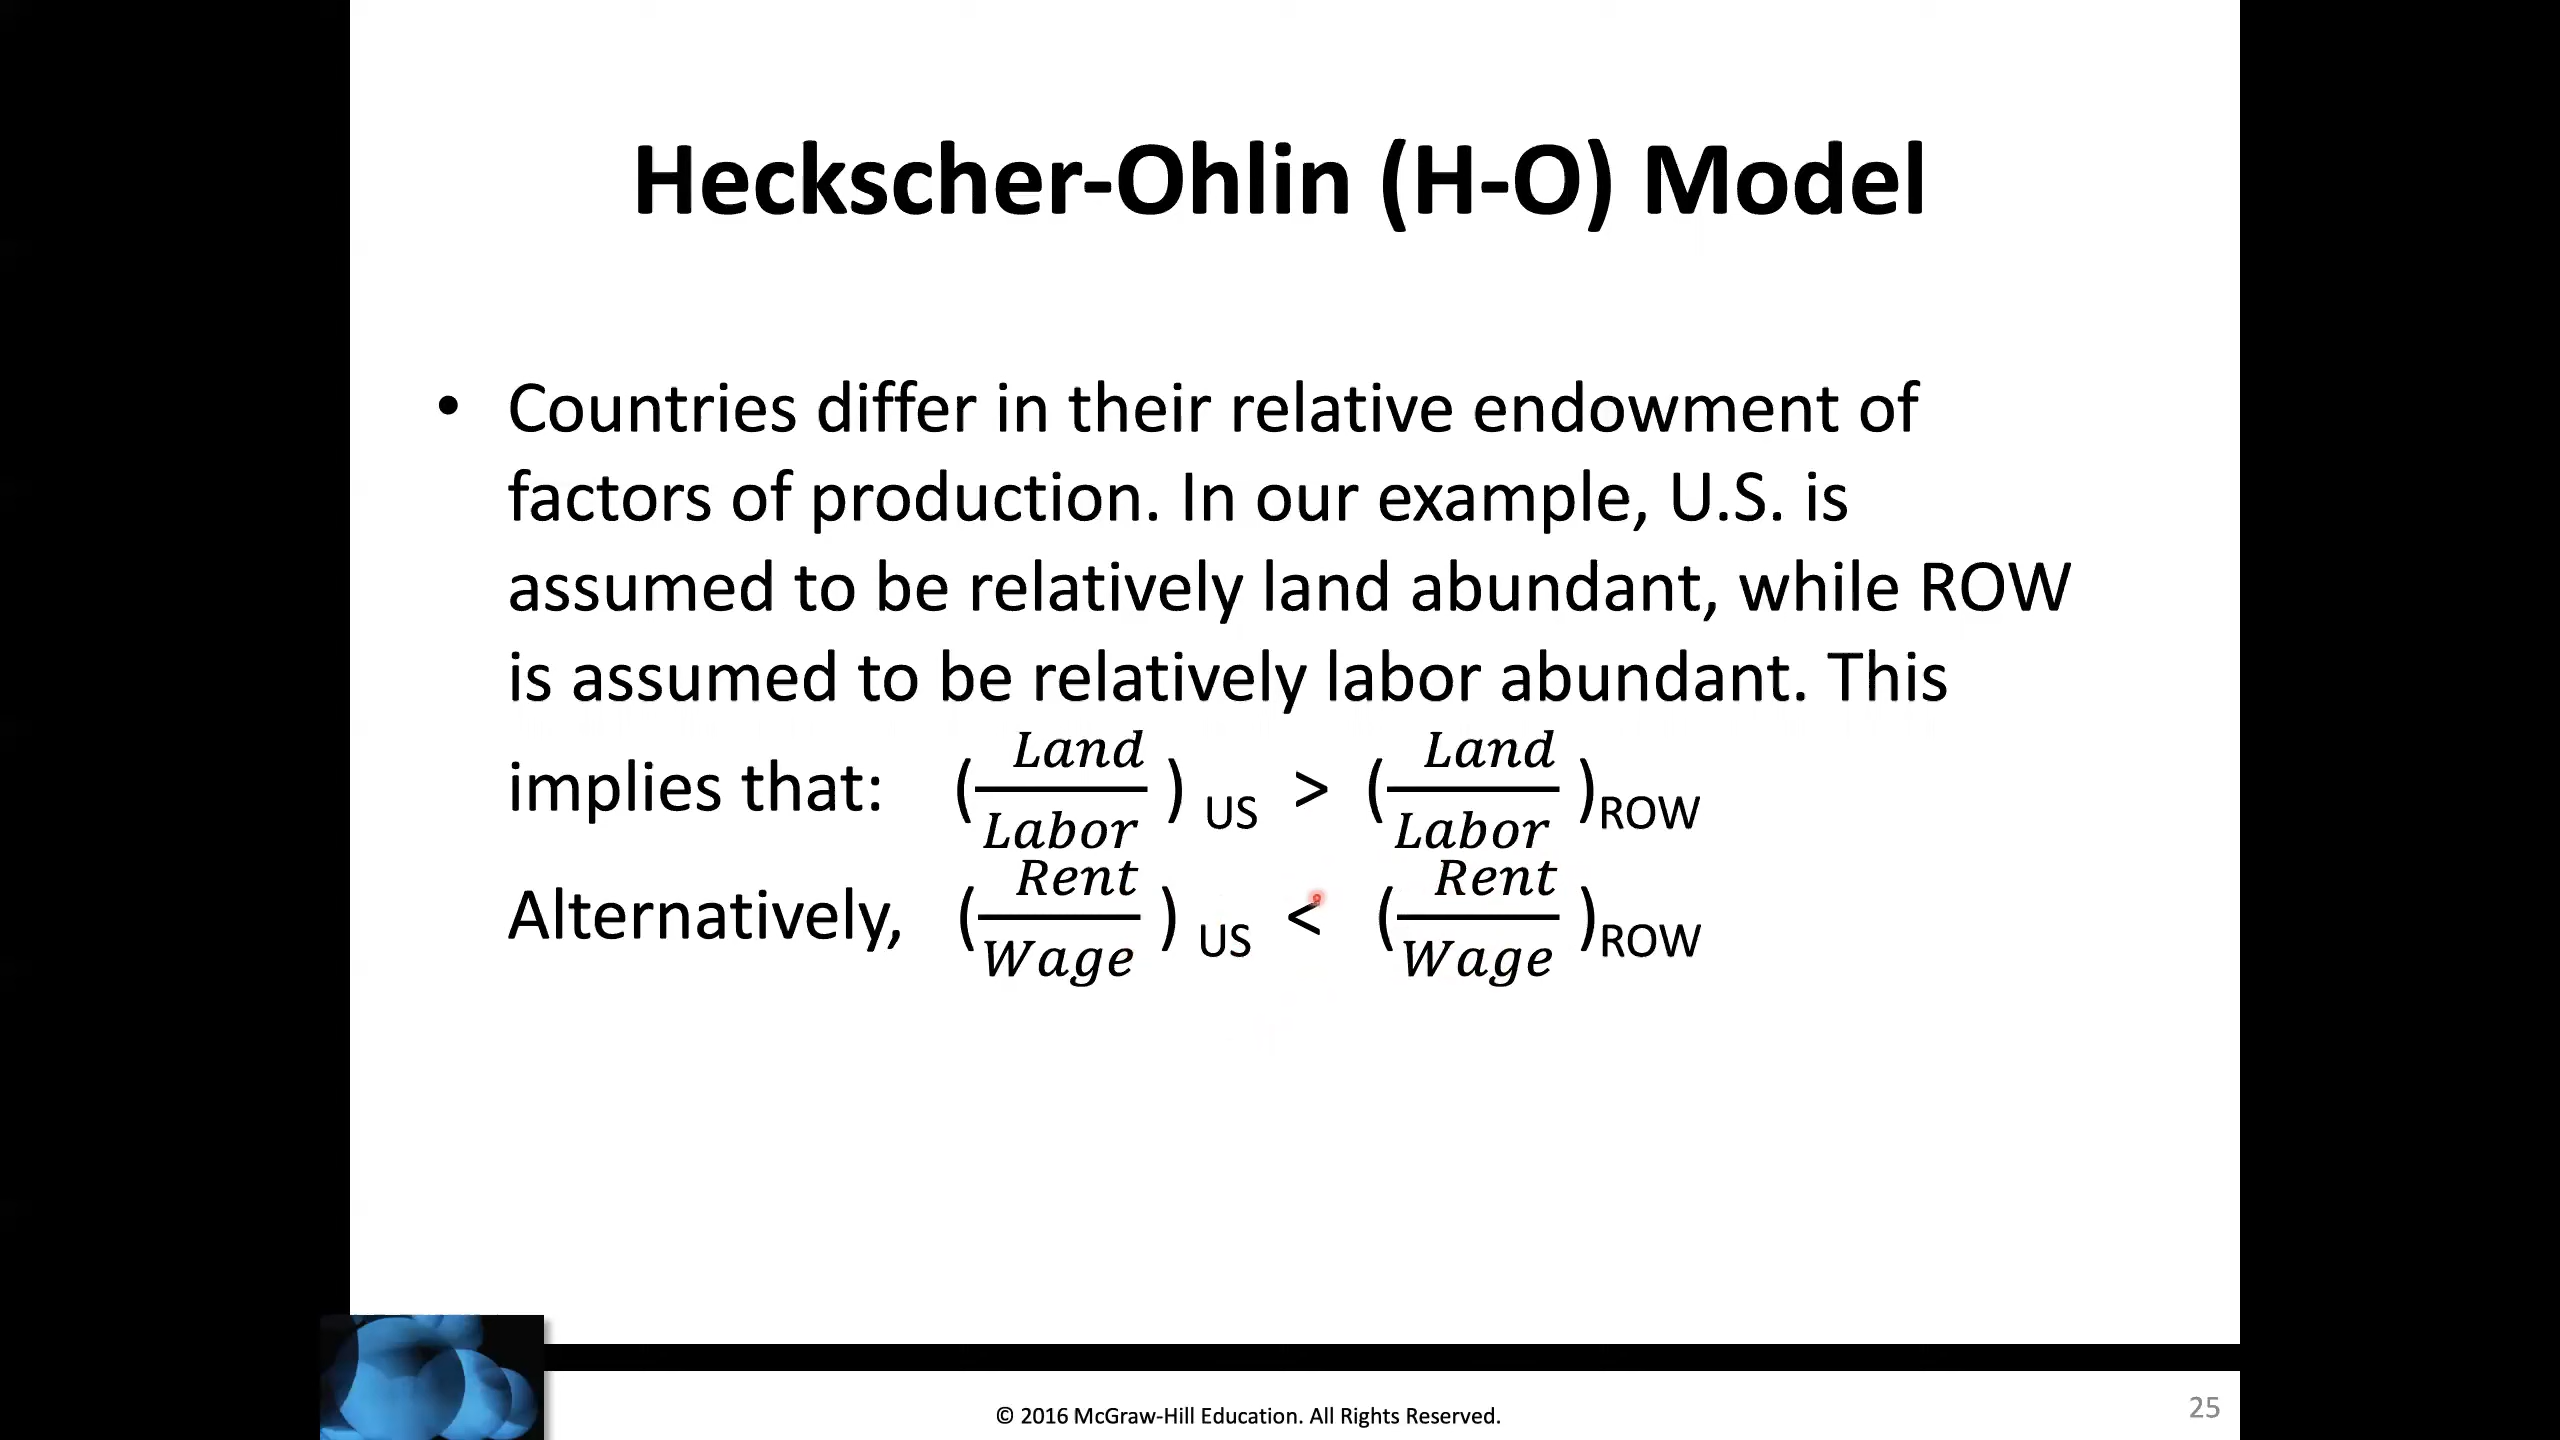 Heckscher-Ohlin (H-O) Model
• Countries differ in their relative endowment of
factors of production. In our example, U.S. is
assumed to be relatively land abundant, while ROW
is assumed to be relatively labor abundant. This
implies that: (Land/Labor) US > (Land/Labor)ROW
Alternatively, (Rent/Wage) US < (Rent/Wage)ROW
© 2016 McGraw-Hill Education. All Rights Reserved.
25